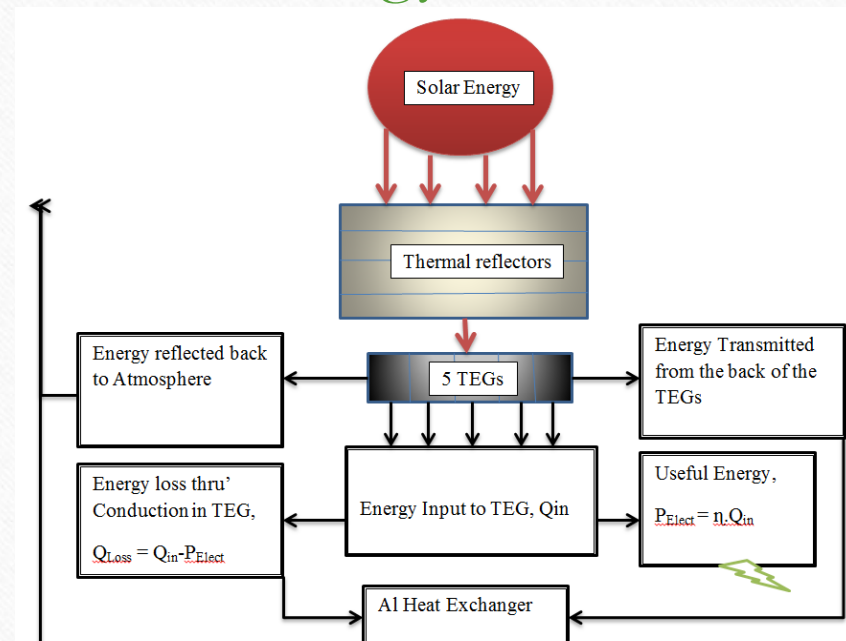 Solar Energy
Thermal reflectors
Energy reflected back
to Atmosphere
5 TEGs
Energy Transmitted
from the back of the
TEGs
Energy loss thru’
Conduction in TEG,
QLoss = Qin-PElect
Energy Input to TEG, Qin
Useful Energy,
PElect = η.Qin
Al Heat Exchanger